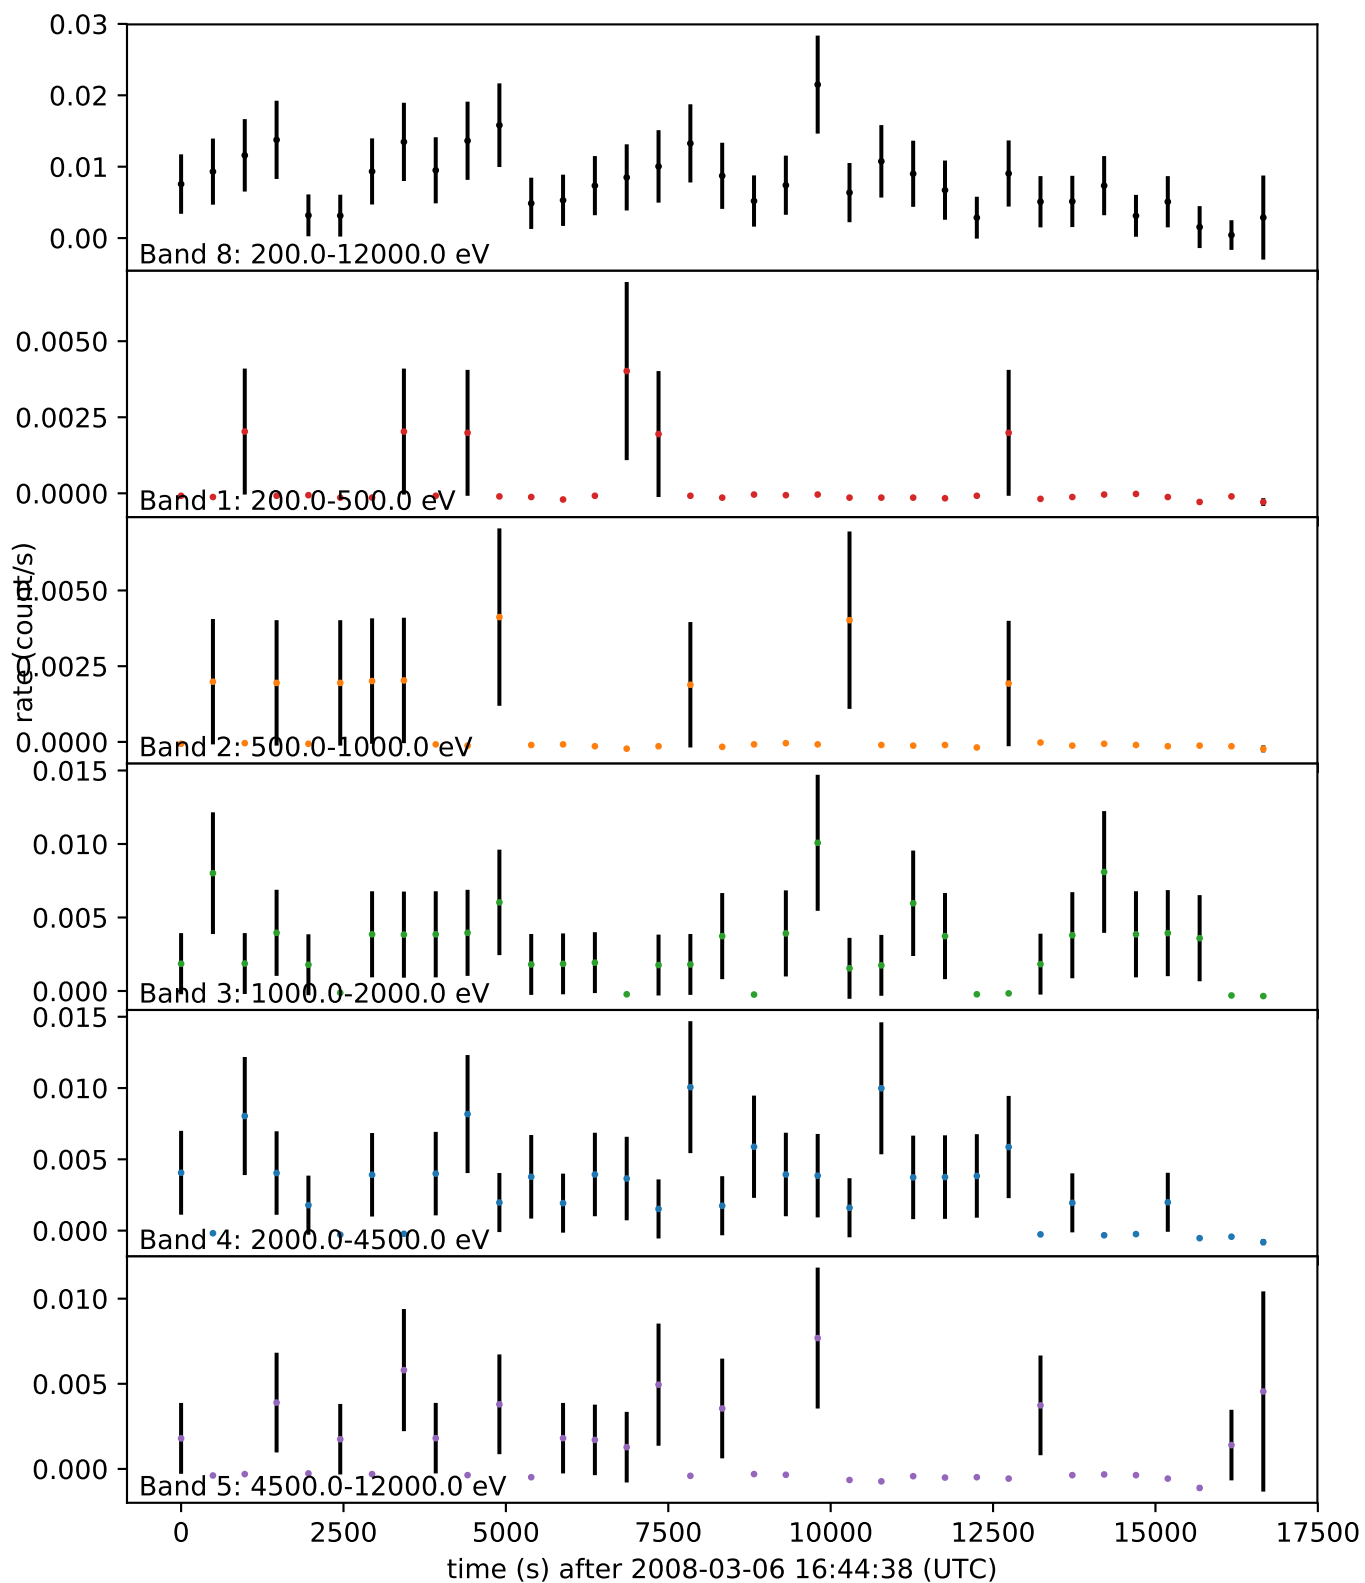 0.03
0.02
0.01
0.00
Band 8: 200.0-12000.0 eV
0.0050
0.0025
0.0000
Band 1: 200.0-500.0 eV
rate (count/s)
0.0050
0.0025
0.0000
Band 2: 500.0-1000.0 eV
0.015
0.010
0.005
0.000
Band 3: 1000.0-2000.0 eV
0.015
0.010
0.005
0.000
Band 4: 2000.0-4500.0 eV
0.010
0.005
0.000
Band 5: 4500.0-12000.0 eV
0 2500 5000 7500 10000 12500 15000 17500
time (s) after 2008-03-06 16:44:38 (UTC)